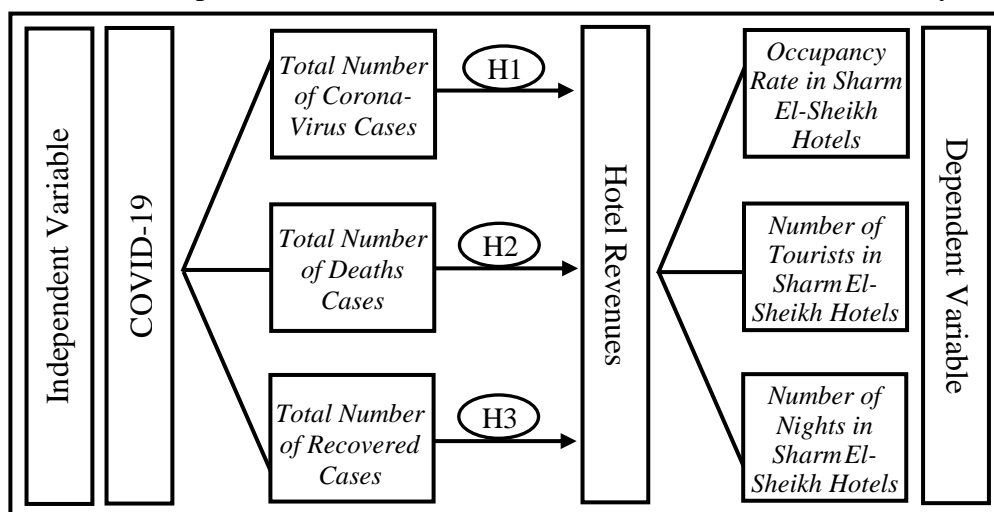 Independent Variable
COVID-19
Total Number
of Corona-
Virus Cases
H1
Total Number
of Deaths
Cases
H2
Total Number
of Recovered
Cases
H3
Hotel Revenues
Occupancy
Rate in Sharm
El-Sheikh
Hotels
Number of
Tourists in
Sharm El-
Sheikh Hotels
Number of
Nights in
Sharm El-
Sheikh Hotels
Dependent Variable